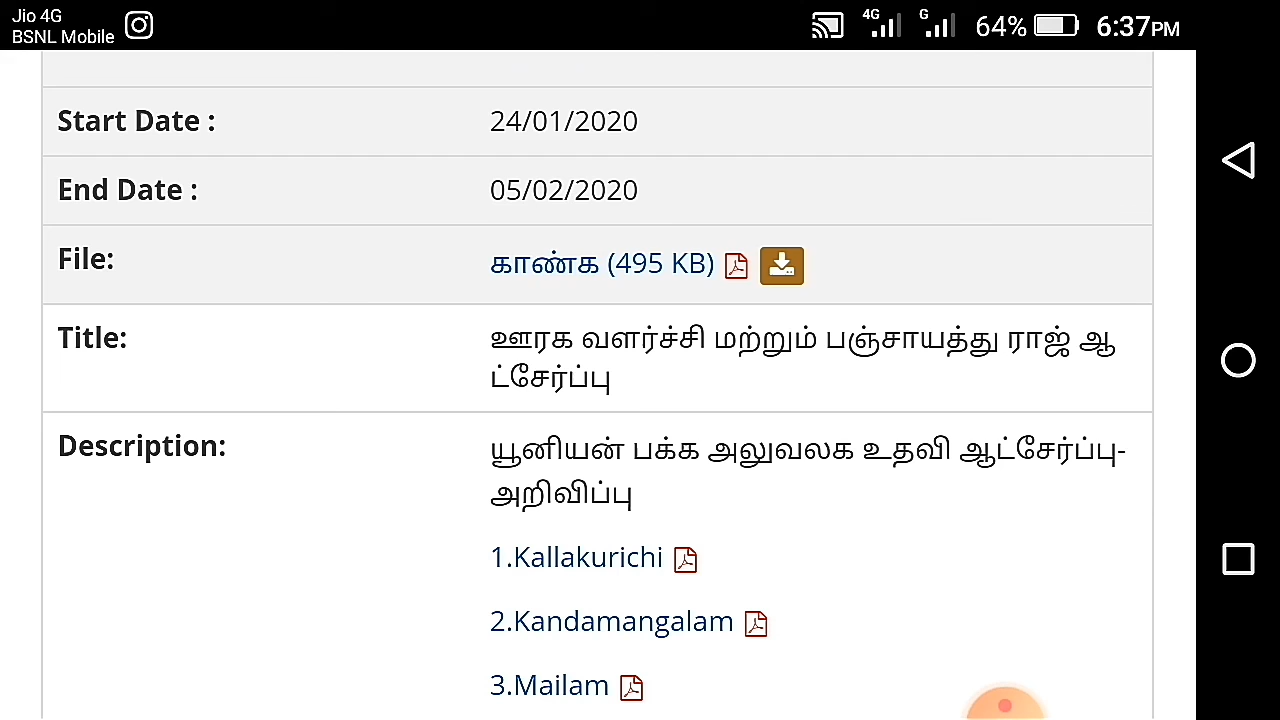 Jio 4G
BSNL Mobile
4G G 64% 6:37PM
Start Date : 24/01/2020
End Date : 05/02/2020
File: காண்க (495 KB)
Title: ஊரக வளர்ச்சி மற்றும் பஞ்சாயத்து ராஜ் ஆ
ட்சேர்ப்பு
Description: யூனியன் பக்க அலுவலக உதவி ஆட்சேர்ப்பு-
அறிவிப்பு
1.Kallakurichi
2.Kandamangalam
3.Mailam